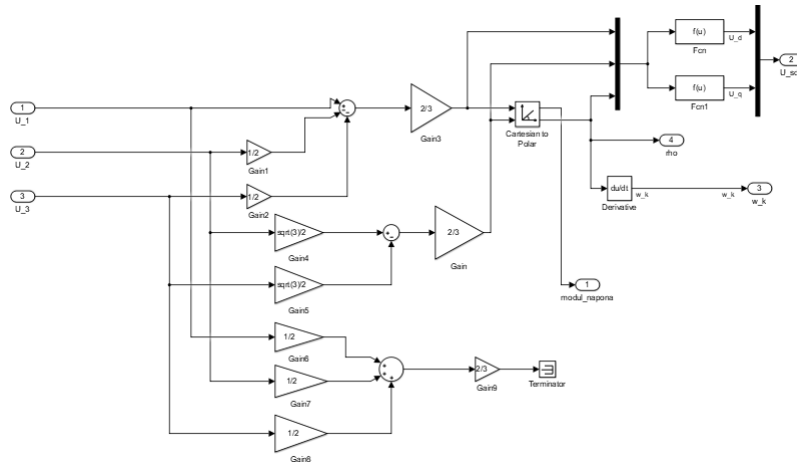 f(u)
U_d
Fcn
2
U_sd
f(u)
U_q
Fcn1
1
U_1
2/3
Gain3
Cartesian to
Polar
4
rho
2
U_2
1/2
Gain1
3
U_3
1/2
Gain2
du/dt
w_k
w_k
3
w_k
Derivative
sqrt(3)/2
Gain4
2/3
Gain
sqrt(3)/2
Gain5
1
modul_napona
1/2
Gain6
1/2
Gain7
2/3
Gain9
Terminator
1/2
Gain8